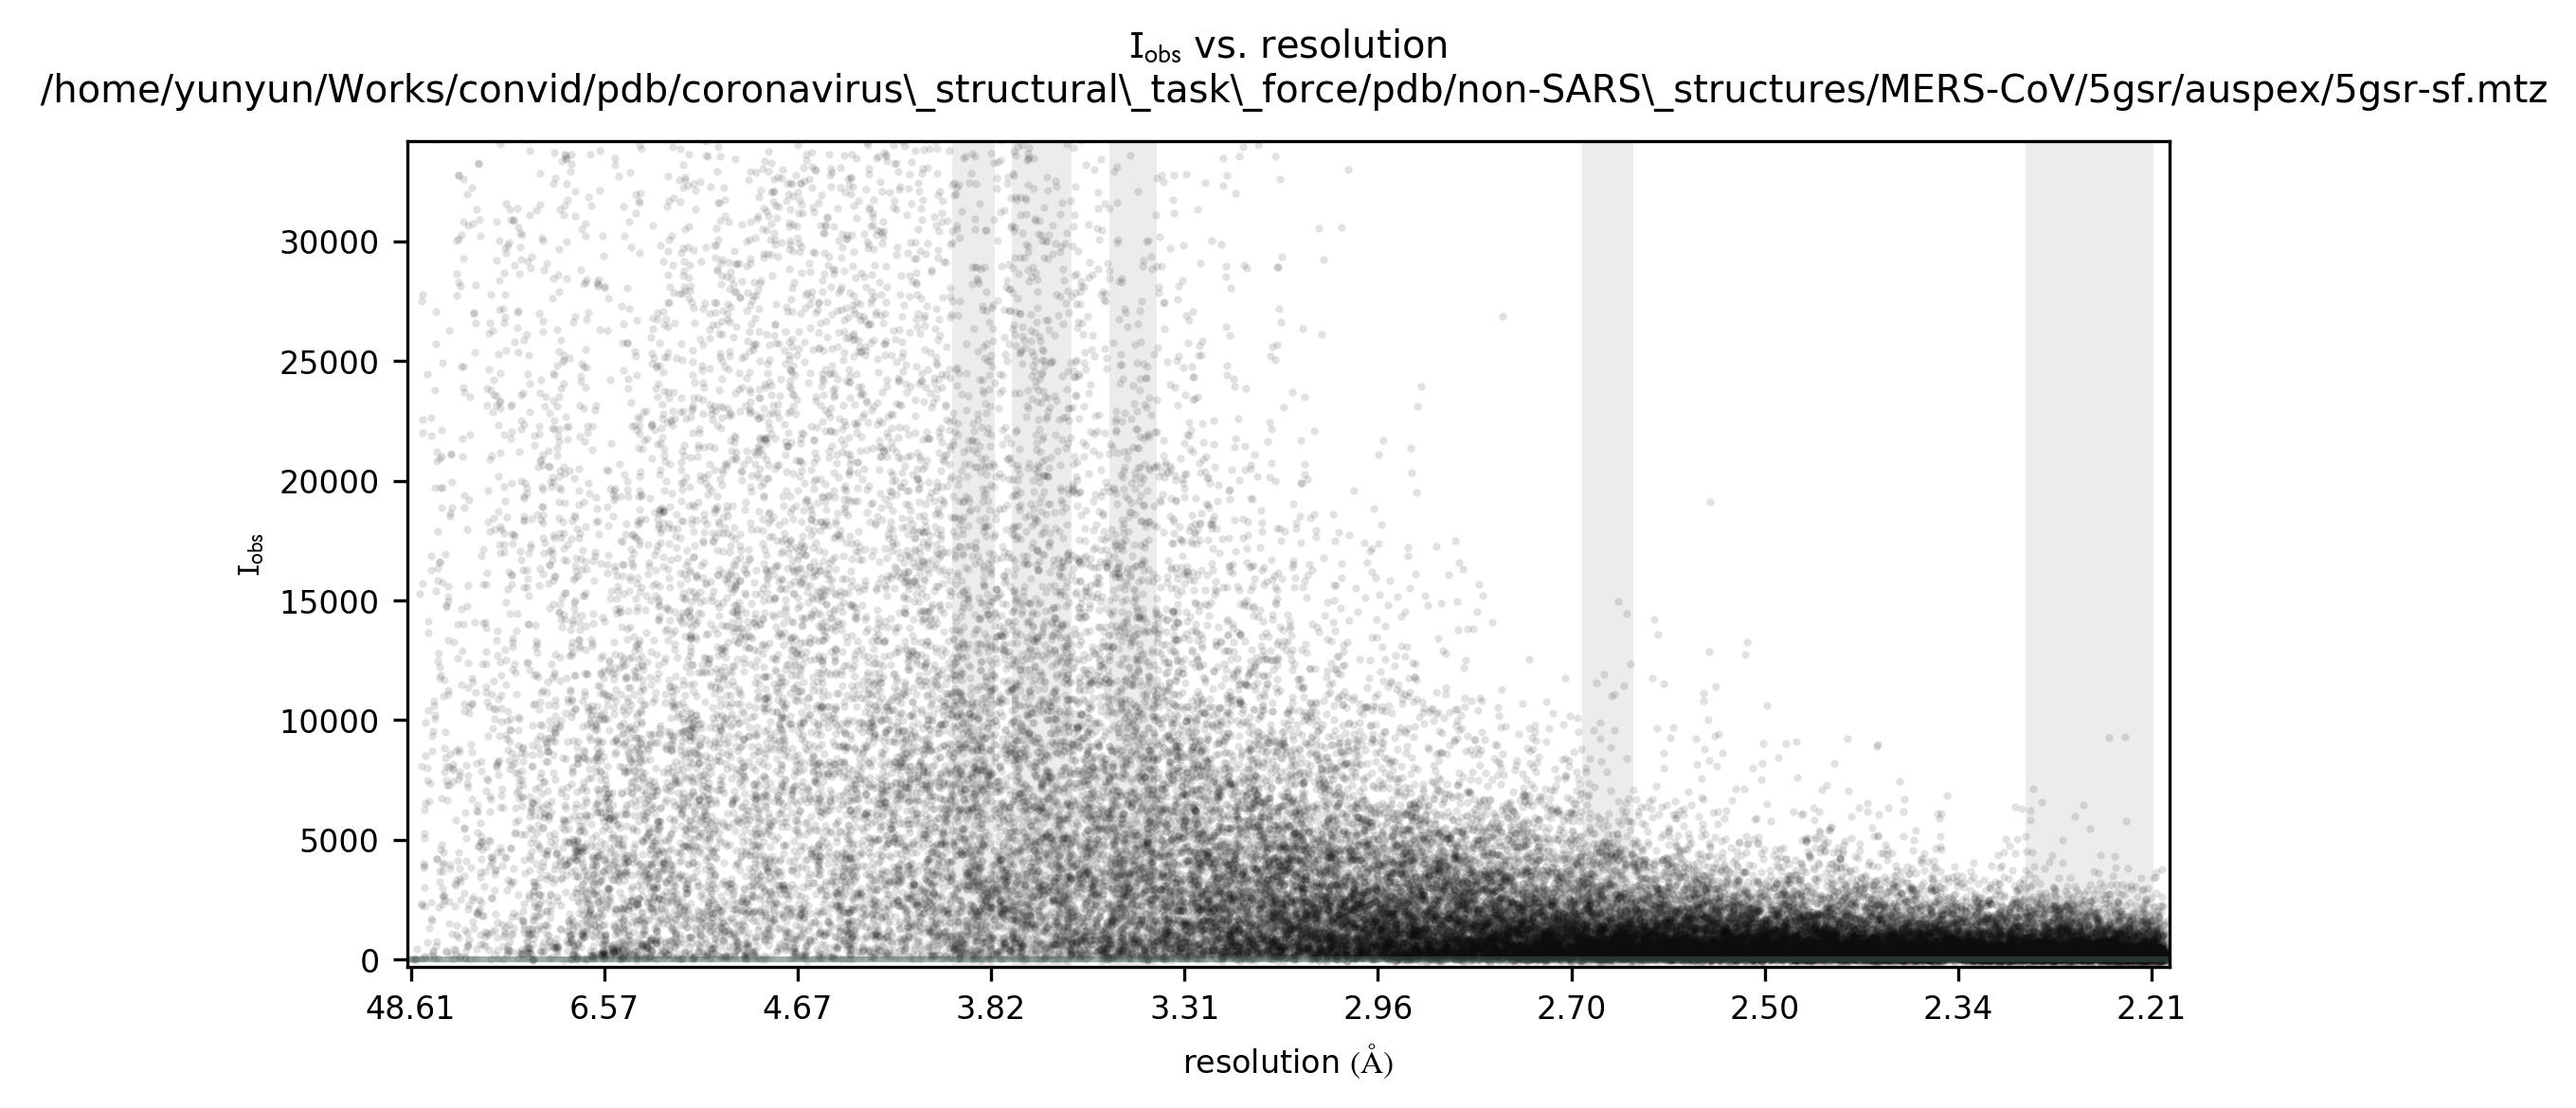 I_obs vs. resolution
/home/yunyun/Works/convid/pdb/coronavirus\_structural\_task\_force/pdb/non-SARS\_structures/MERS-CoV/5gsr/auspex/5gsr-sf.mtz
30000
25000
20000
15000
10000
5000
0
I_obs
48.61 6.57 4.67 3.82 3.31 2.96 2.70 2.50 2.34 2.21
resolution (Å)